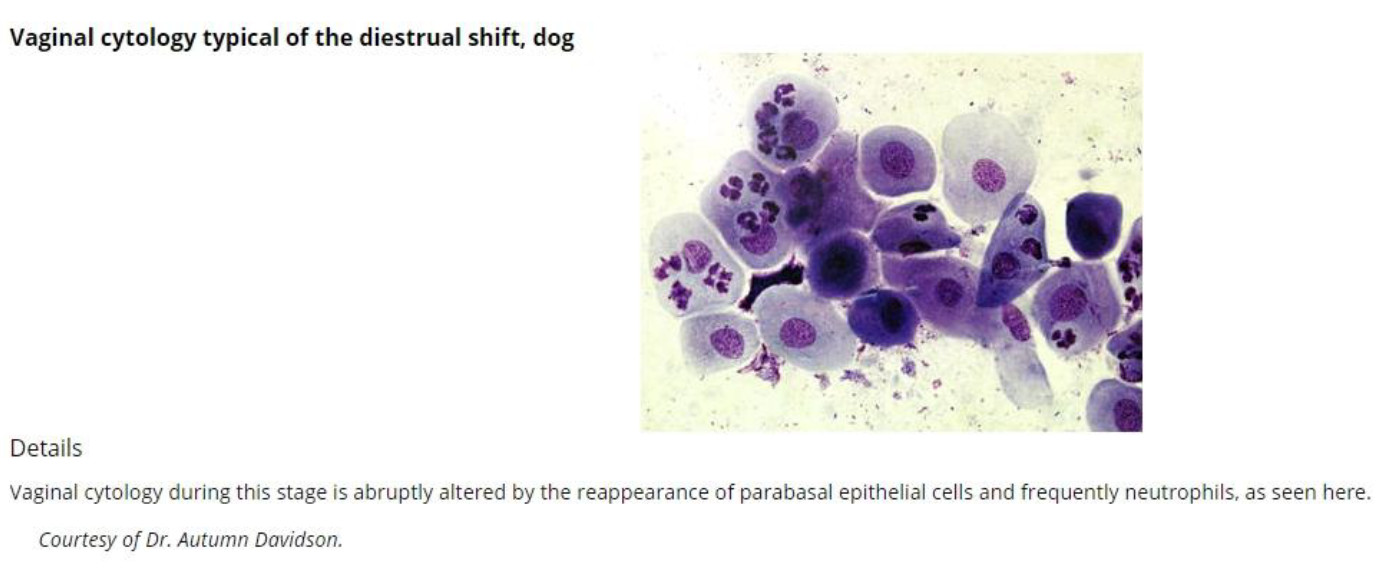 Vaginal cytology typical of the diestrual shift, dog
Details
Vaginal cytology during this stage is abruptly altered by the reappearance of parabasal epithelial cells and frequently neutrophils, as seen here.
Courtesy of Dr. Autumn Davidson.